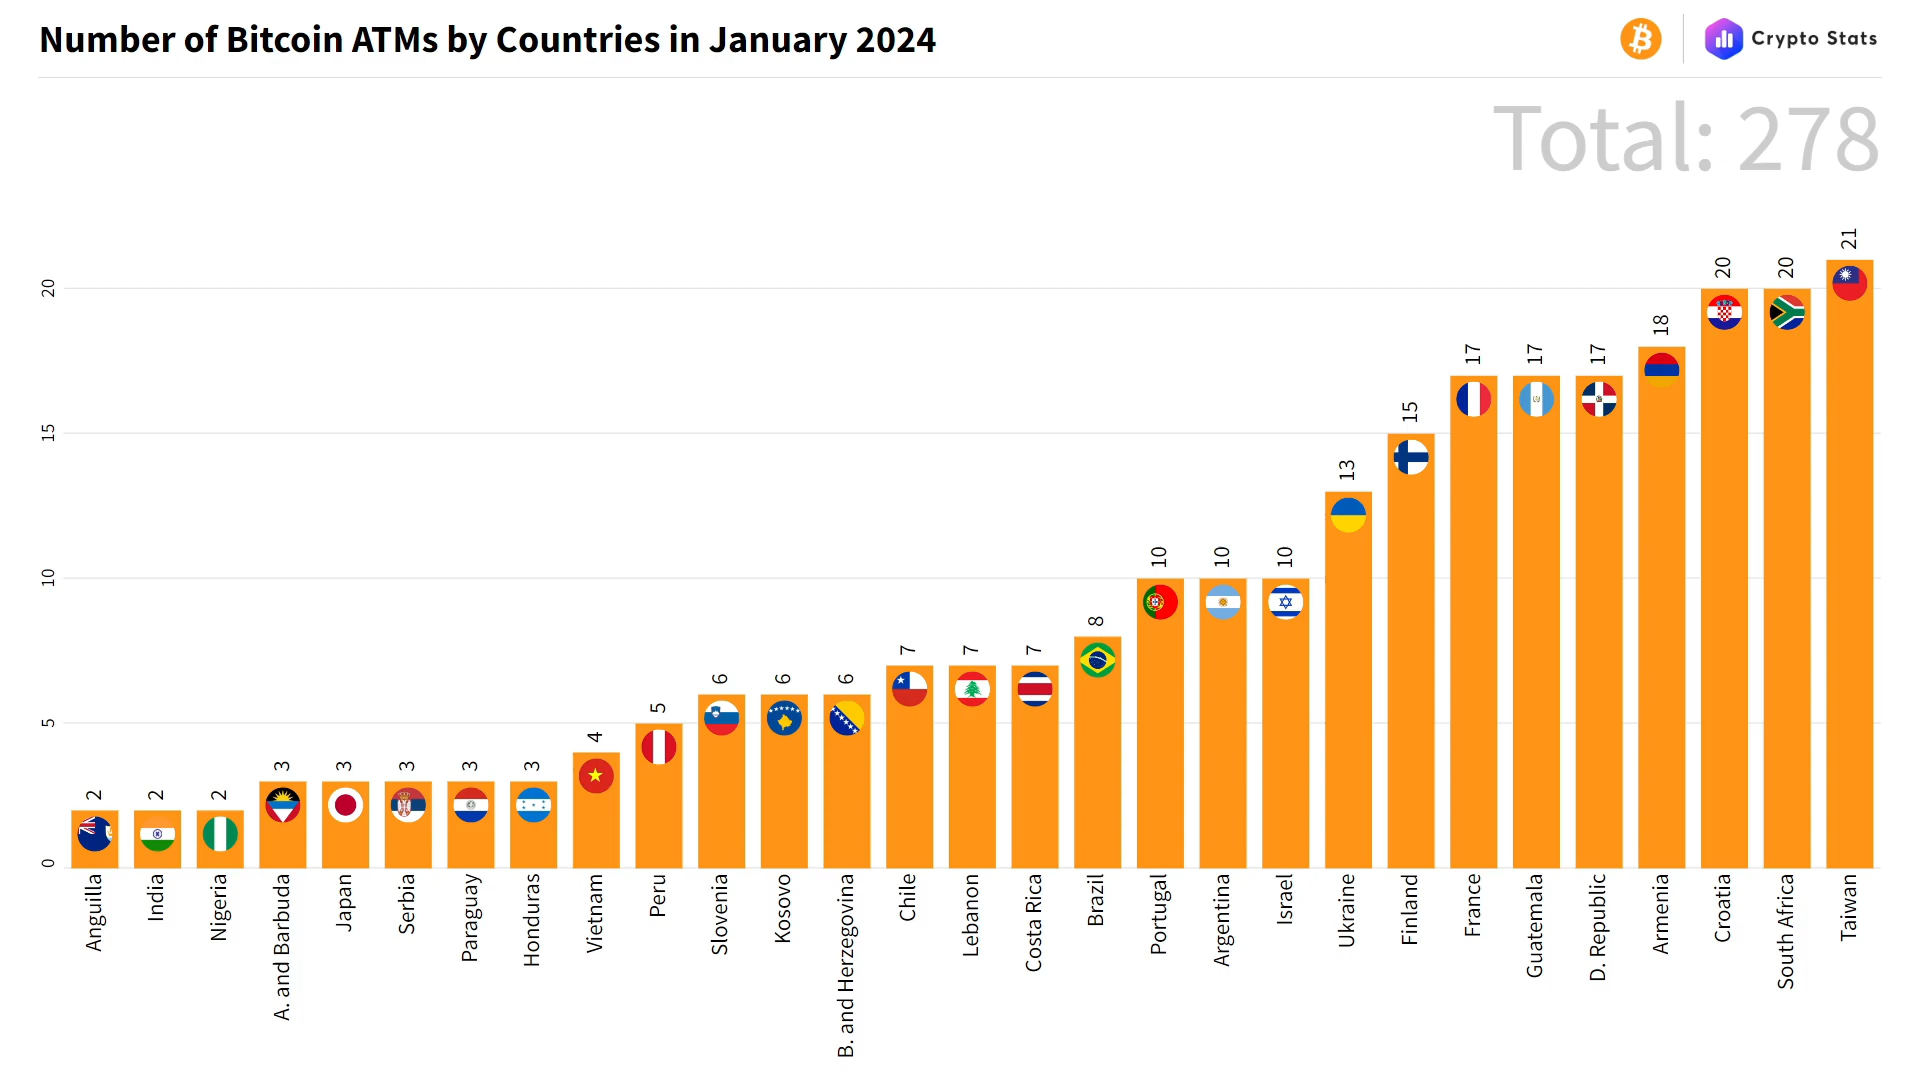 Number of Bitcoin ATMs by Countries in January 2024
Crypto Stats
Total: 278
20
15
10
5
0
2
2
2
3
3
3
3
3
4
5
6
6
6
7
7
7
8
10
10
10
13
15
17
17
17
18
20
20
21
Anguilla
India
Nigeria
A. and Barbuda
Japan
Serbia
Paraguay
Honduras
Vietnam
Peru
Slovenia
Kosovo
B. and Herzegovina
Chile
Lebanon
Costa Rica
Brazil
Portugal
Argentina
Israel
Ukraine
Finland
France
Guatemala
D. Republic
Armenia
Croatia
South Africa
Taiwan